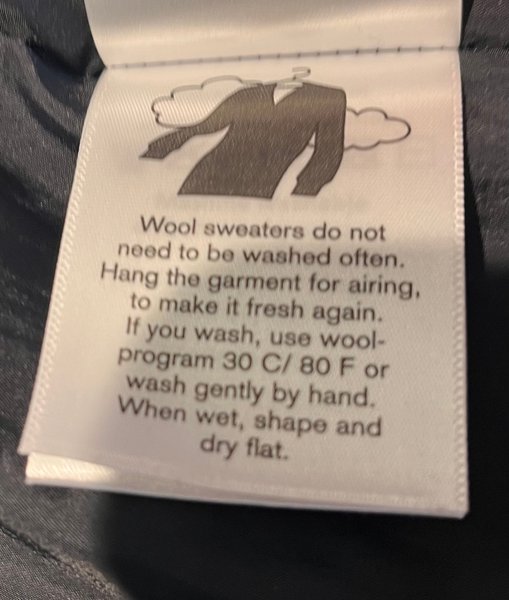 Wool sweaters do not
need to be washed often.
Hang the garment for airing,
to make it fresh again.
If you wash, use wool-
program 30 C/ 80 F or
wash gently by hand.
When wet, shape and
dry flat.